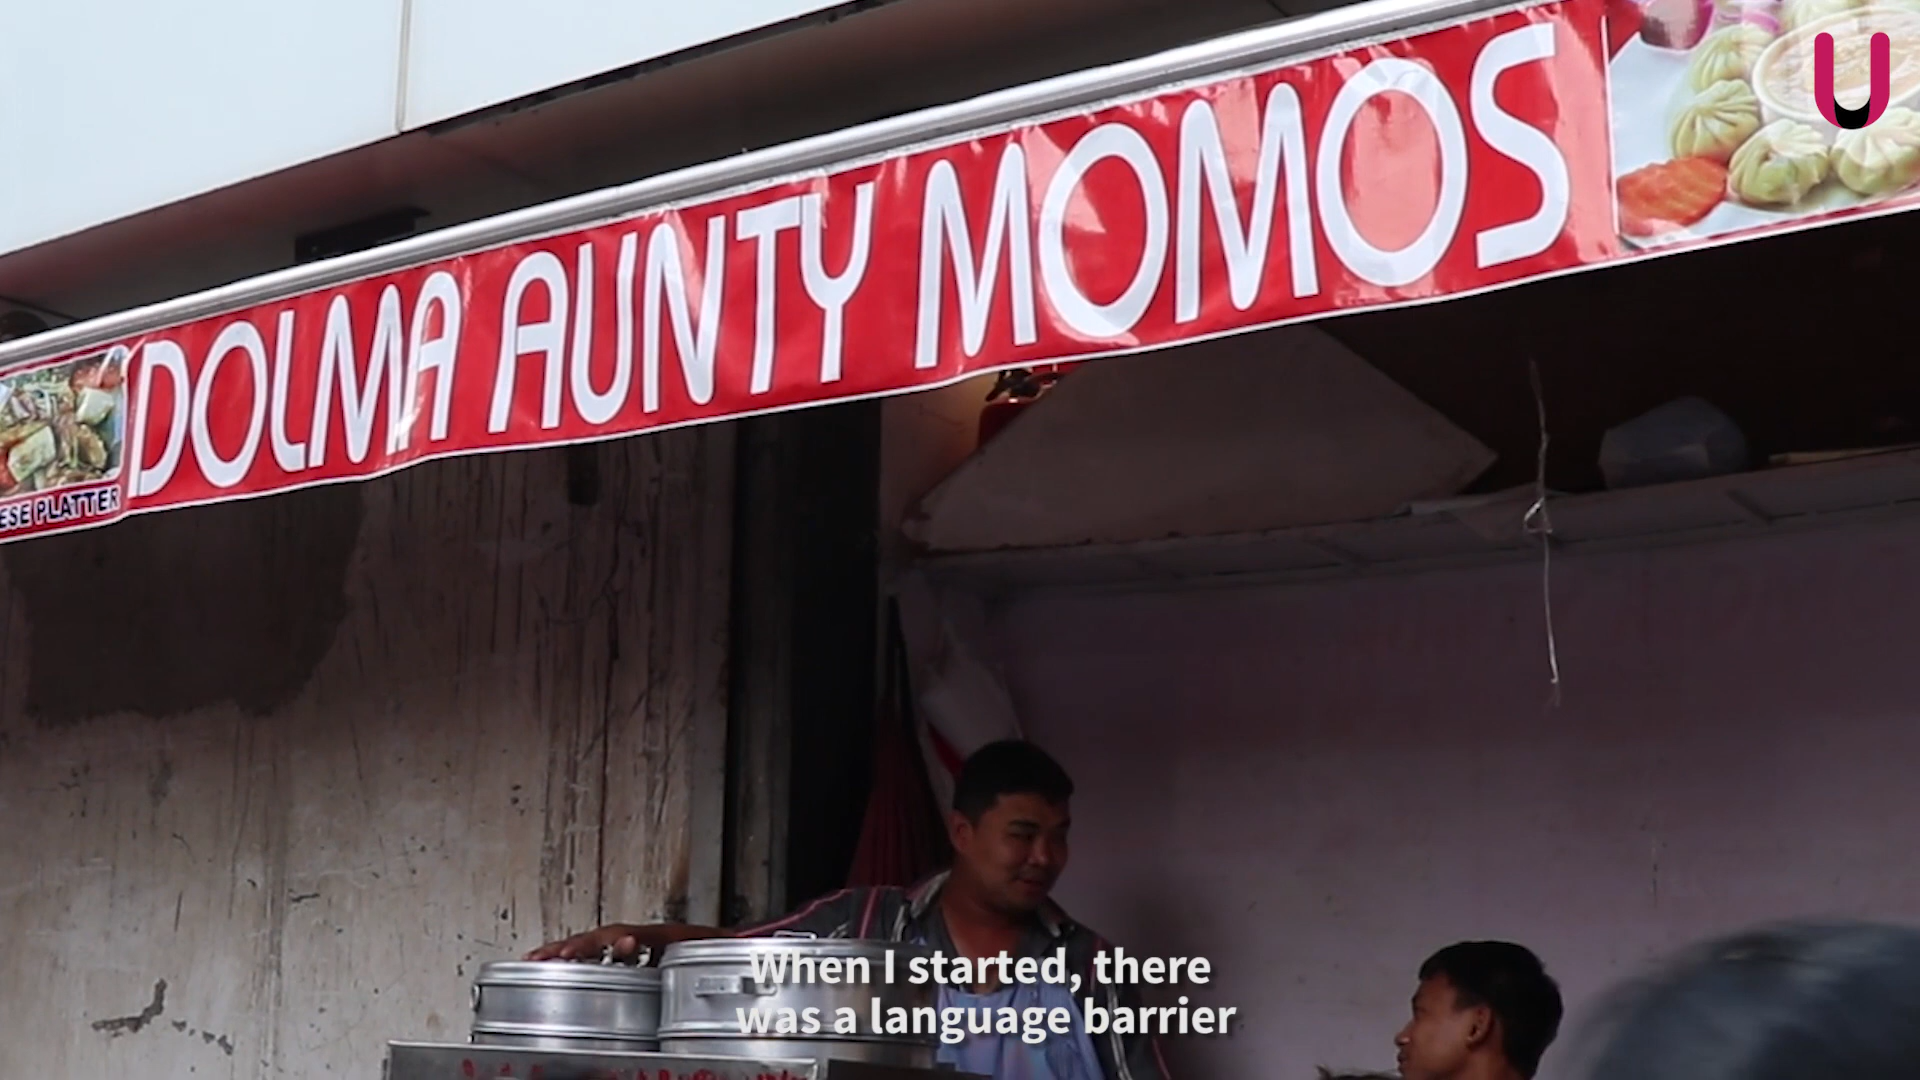 U
DOLMA AUNTY MOMOS
ESE PLATTER
When I started, there
was a language barrier